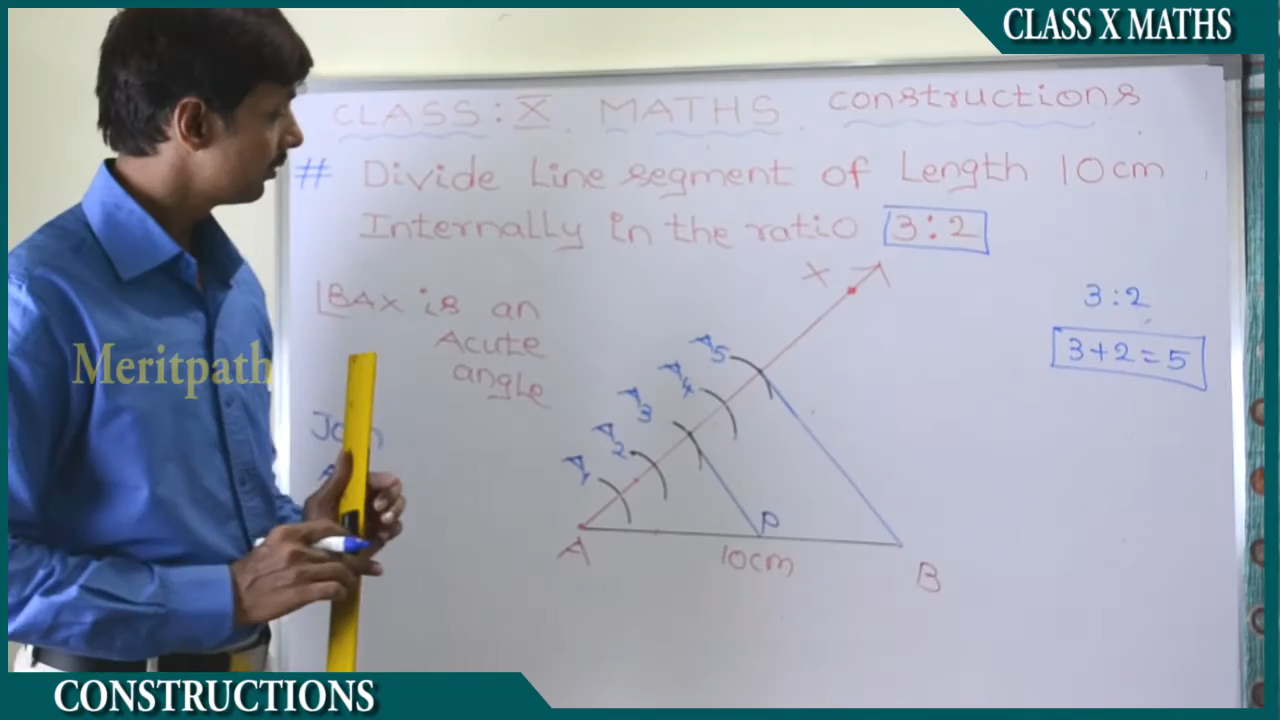 CLASS X MATHS
CLASS: X MATHS constructions
# Divide Line segment of Length 10cm
Internally in the ratio 3:2
X
∠BAX is an
Acute
angle
3:2
3+2=5
A5
A4
A3
A2
A1
Meritpath
P
A
10cm
B
CONSTRUCTIONS